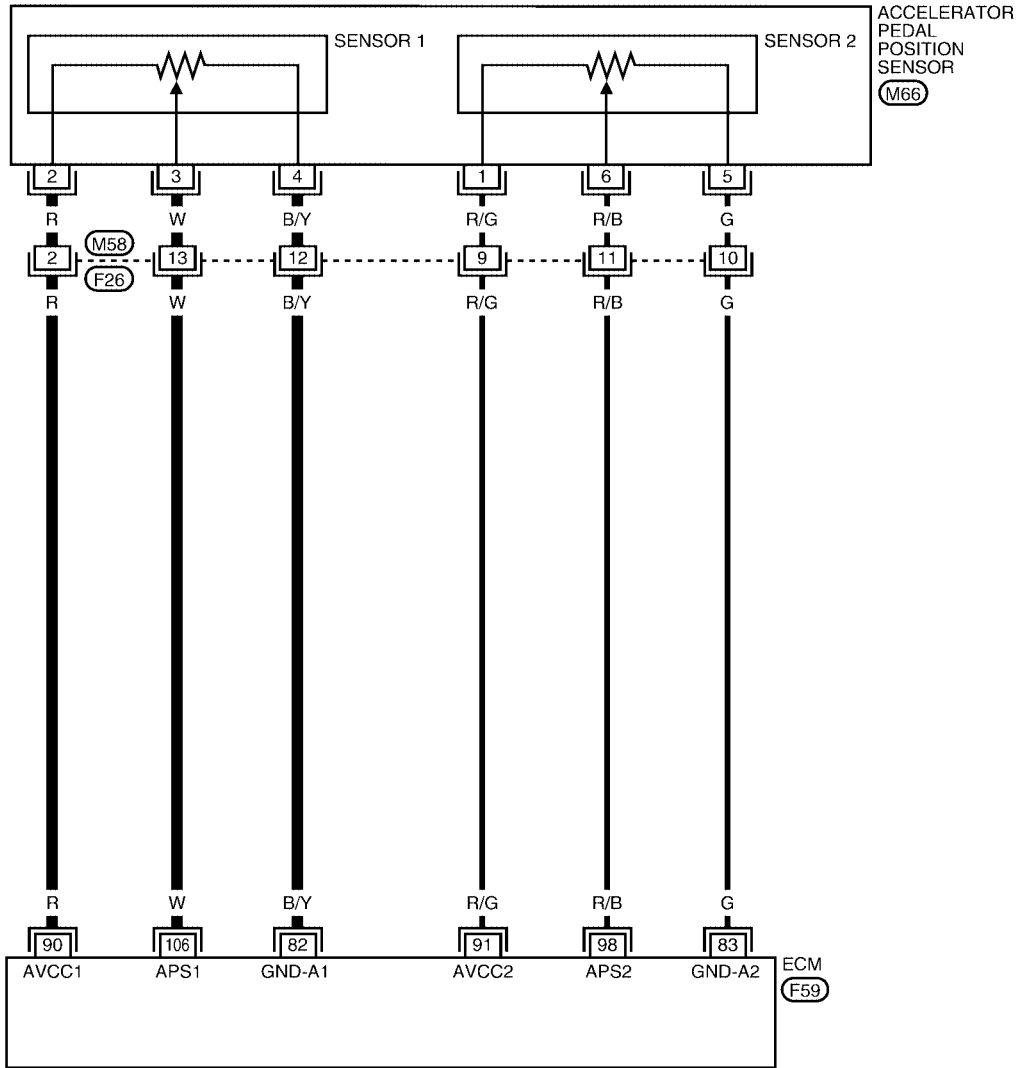 ACCELERATOR
PEDAL
POSITION
SENSOR
M66
SENSOR 1
SENSOR 2
2 3 4 1 6 5
R W B/Y R/G R/B G
M58
2 13 12 9 11 10
F26
R W B/Y R/G R/B G
R W B/Y R/G R/B G
90 106 82 91 98 83
AVCC1 APS1 GND-A1 AVCC2 APS2 GND-A2
ECM
F59